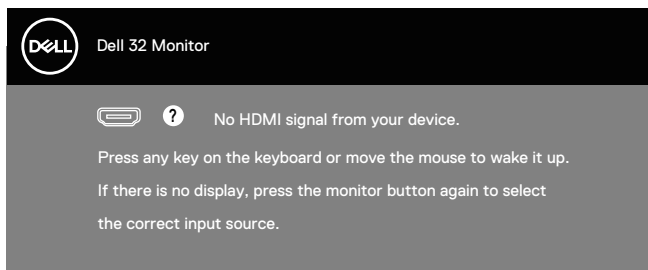 DELL
Dell 32 Monitor
? No HDMI signal from your device.
Press any key on the keyboard or move the mouse to wake it up.
If there is no display, press the monitor button again to select
the correct input source.